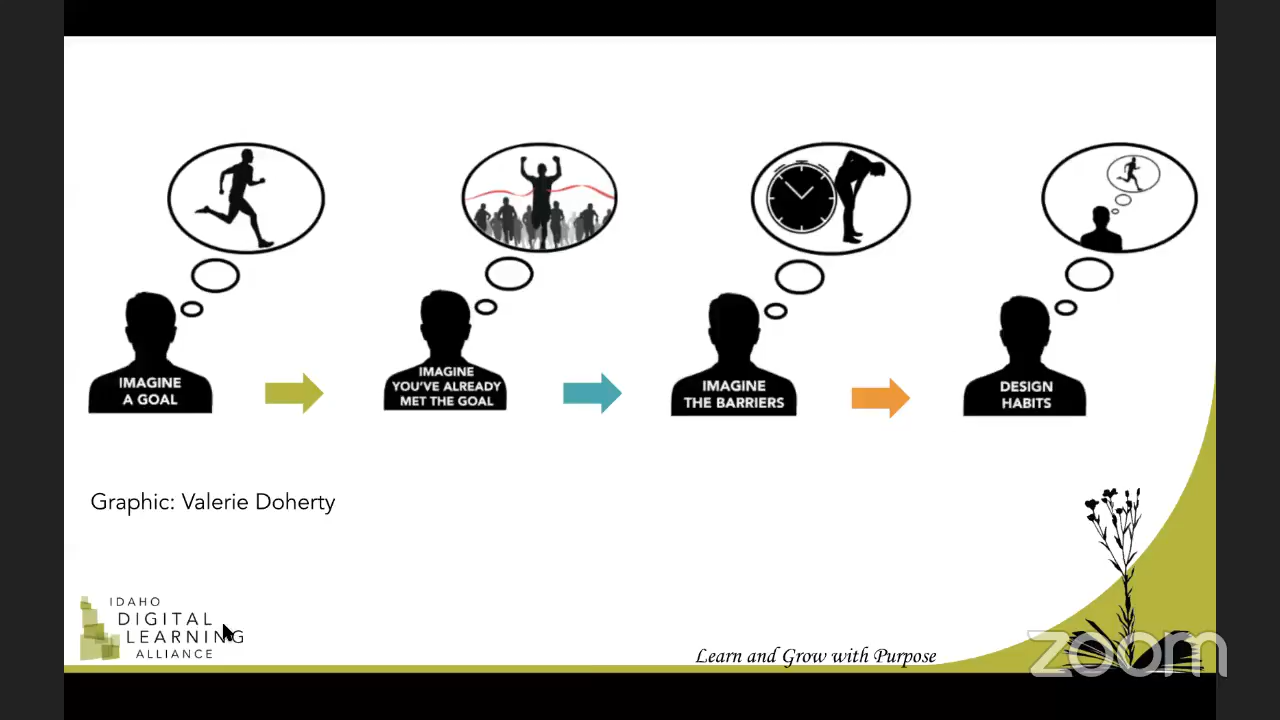 IMAGINE
A GOAL
IMAGINE
YOU'VE ALREADY
MET THE GOAL
IMAGINE
THE BARRIERS
DESIGN
HABITS
Graphic: Valerie Doherty
IDAHO
DIGITAL
LEARNING
ALLIANCE
Learn and Grow with Purpose
zoom